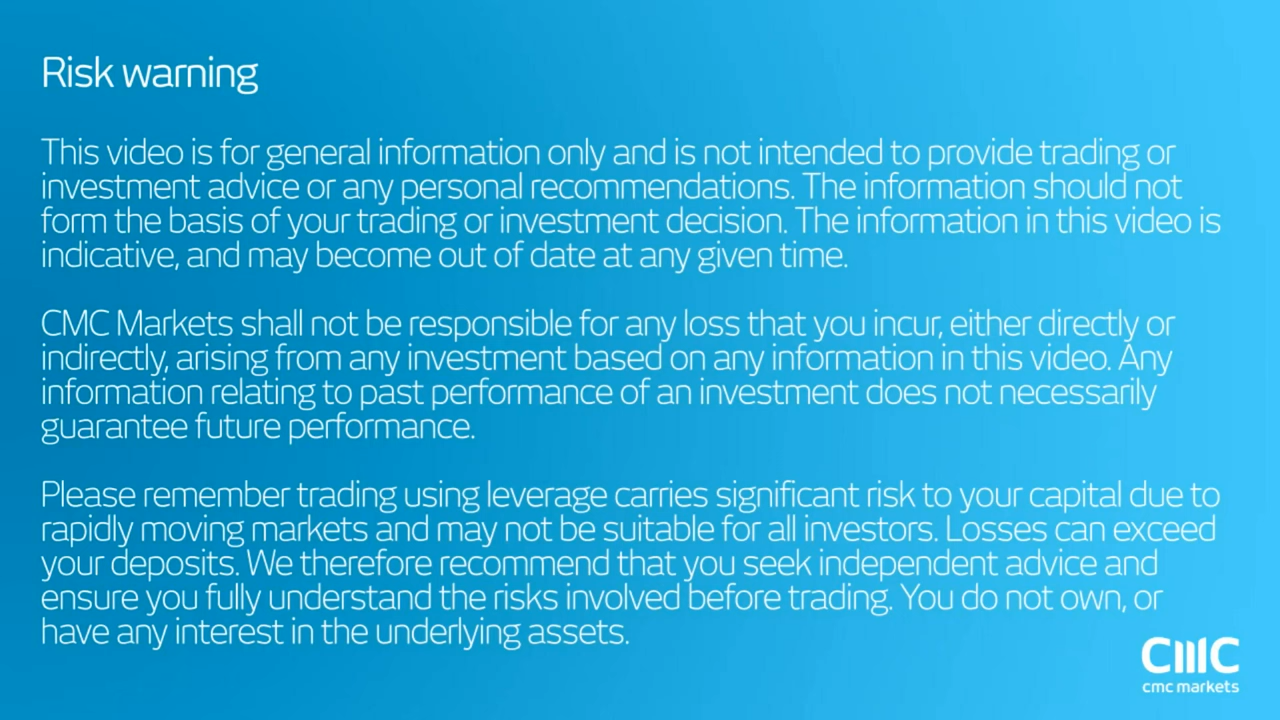 Risk warning
This video is for general information only and is not intended to provide trading or
investment advice or any personal recommendations. The information should not
form the basis of your trading or investment decision. The information in this video is
indicative, and may become out of date at any given time.
CMC Markets shall not be responsible for any loss that you incur, either directly or
indirectly, arising from any investment based on any information in this video. Any
information relating to past performance of an investment does not necessarily
guarantee future performance.
Please remember trading using leverage carries significant risk to your capital due to
rapidly moving markets and may not be suitable for all investors. Losses can exceed
your deposits. We therefore recommend that you seek independent advice and
ensure you fully understand the risks involved before trading. You do not own, or
have any interest in the underlying assets.
CMC
cmc markets